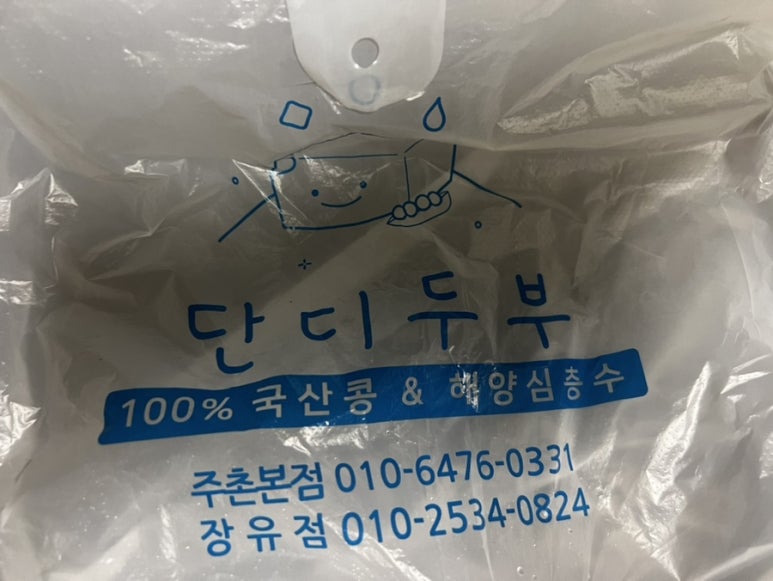 단디두부
100% 국산콩 & 해양심층수
주촌본점 010-6476-0331
장유점 010-2534-0824